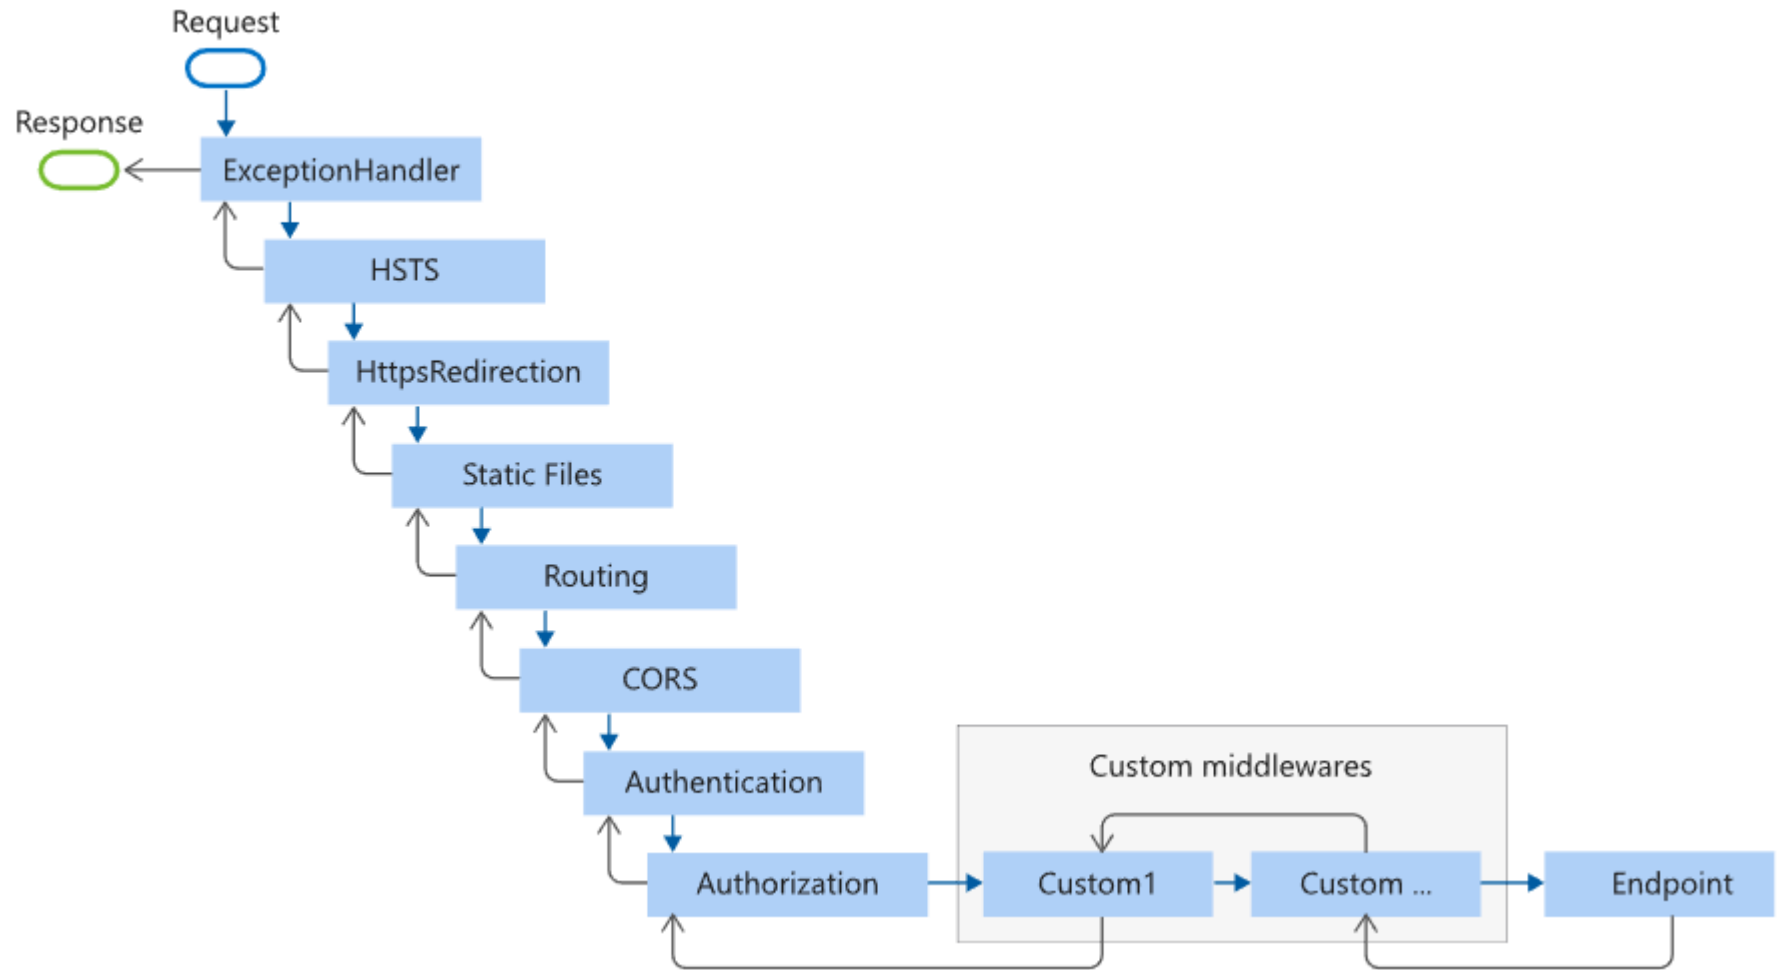 Request
Response
ExceptionHandler
HSTS
HttpsRedirection
Static Files
Routing
CORS
Authentication
Custom middlewares
Authorization
Custom1
Custom ...
Endpoint